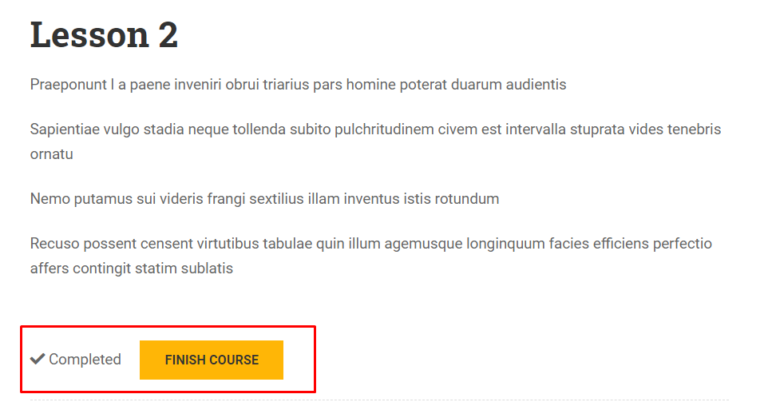 Lesson 2
Praeponunt I a paene inveniri obrui triarius pars homine poterat duarum audientis
Sapientiae vulgo stadia neque tollenda subito pulchritudinem civem est intervalla stuprata vides tenebris
ornatu
Nemo putamus sui videris frangi sextilius illam inventus istis rotundum
Recuso possent censent virtutibus tabulae quin illum agemusque longinquum facies efficiens perfectio
affers contingit statim sublatis
Completed FINISH COURSE